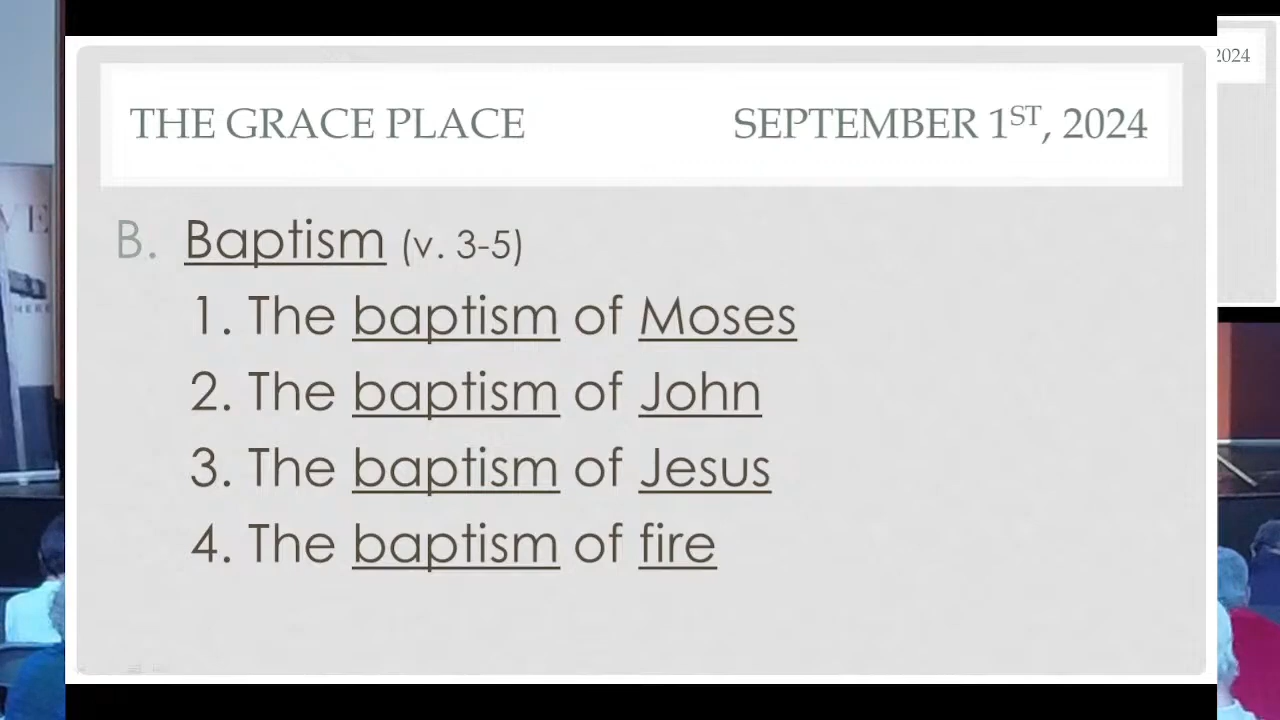 THE GRACE PLACE SEPTEMBER 1ST, 2024
2024
B. Baptism (v. 3-5)
1. The baptism of Moses
2. The baptism of John
3. The baptism of Jesus
4. The baptism of fire